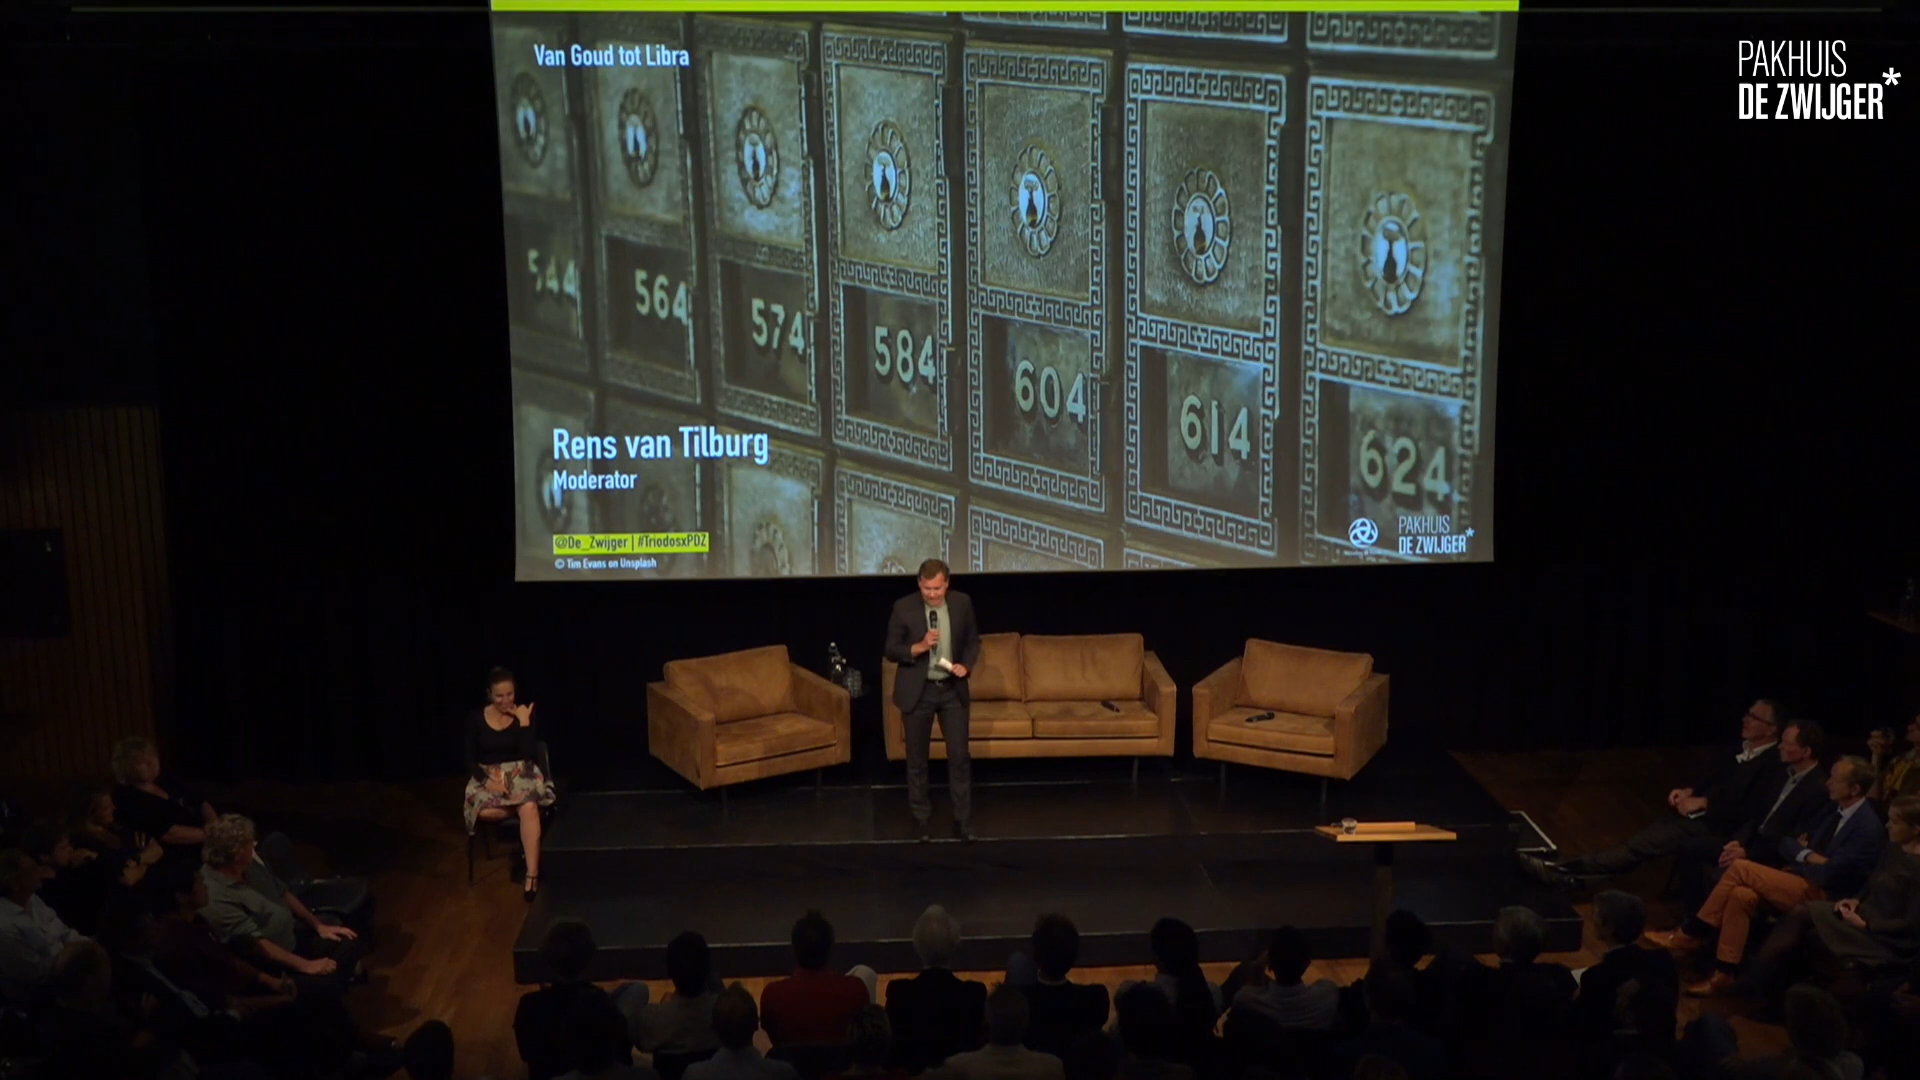 Van Goud tot Libra
PAKHUIS
DE ZWIJGER*
544
564
574
584
604
614
624
Rens van Tilburg
Moderator
@De_Zwijger | #TriodosxPDZ
© Tim Evans on Unsplash
PAKHUIS
DE ZWIJGER*